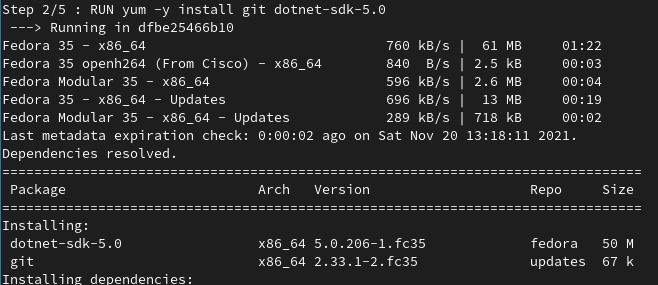 Step 2/5 : RUN yum -y install git dotnet-sdk-5.0
 ---> Running in dfbe25466b10
Fedora 35 - x86_64                              760 kB/s |  61 MB     01:22
Fedora 35 openh264 (From Cisco) - x86_64        840  B/s | 2.5 kB     00:03
Fedora Modular 35 - x86_64                      596 kB/s | 2.6 MB     00:04
Fedora 35 - x86_64 - Updates                    696 kB/s |  13 MB     00:19
Fedora Modular 35 - x86_64 - Updates            289 kB/s | 718 kB     00:02
Last metadata expiration check: 0:00:02 ago on Sat Nov 20 13:18:11 2021.
Dependencies resolved.
================================================================================
 Package                        Arch   Version                     Repo     Size
================================================================================
Installing:
 dotnet-sdk-5.0                 x86_64 5.0.206-1.fc35              fedora   50 M
 git                            x86_64 2.33.1-2.fc35               updates  67 k
Installing dependencies: